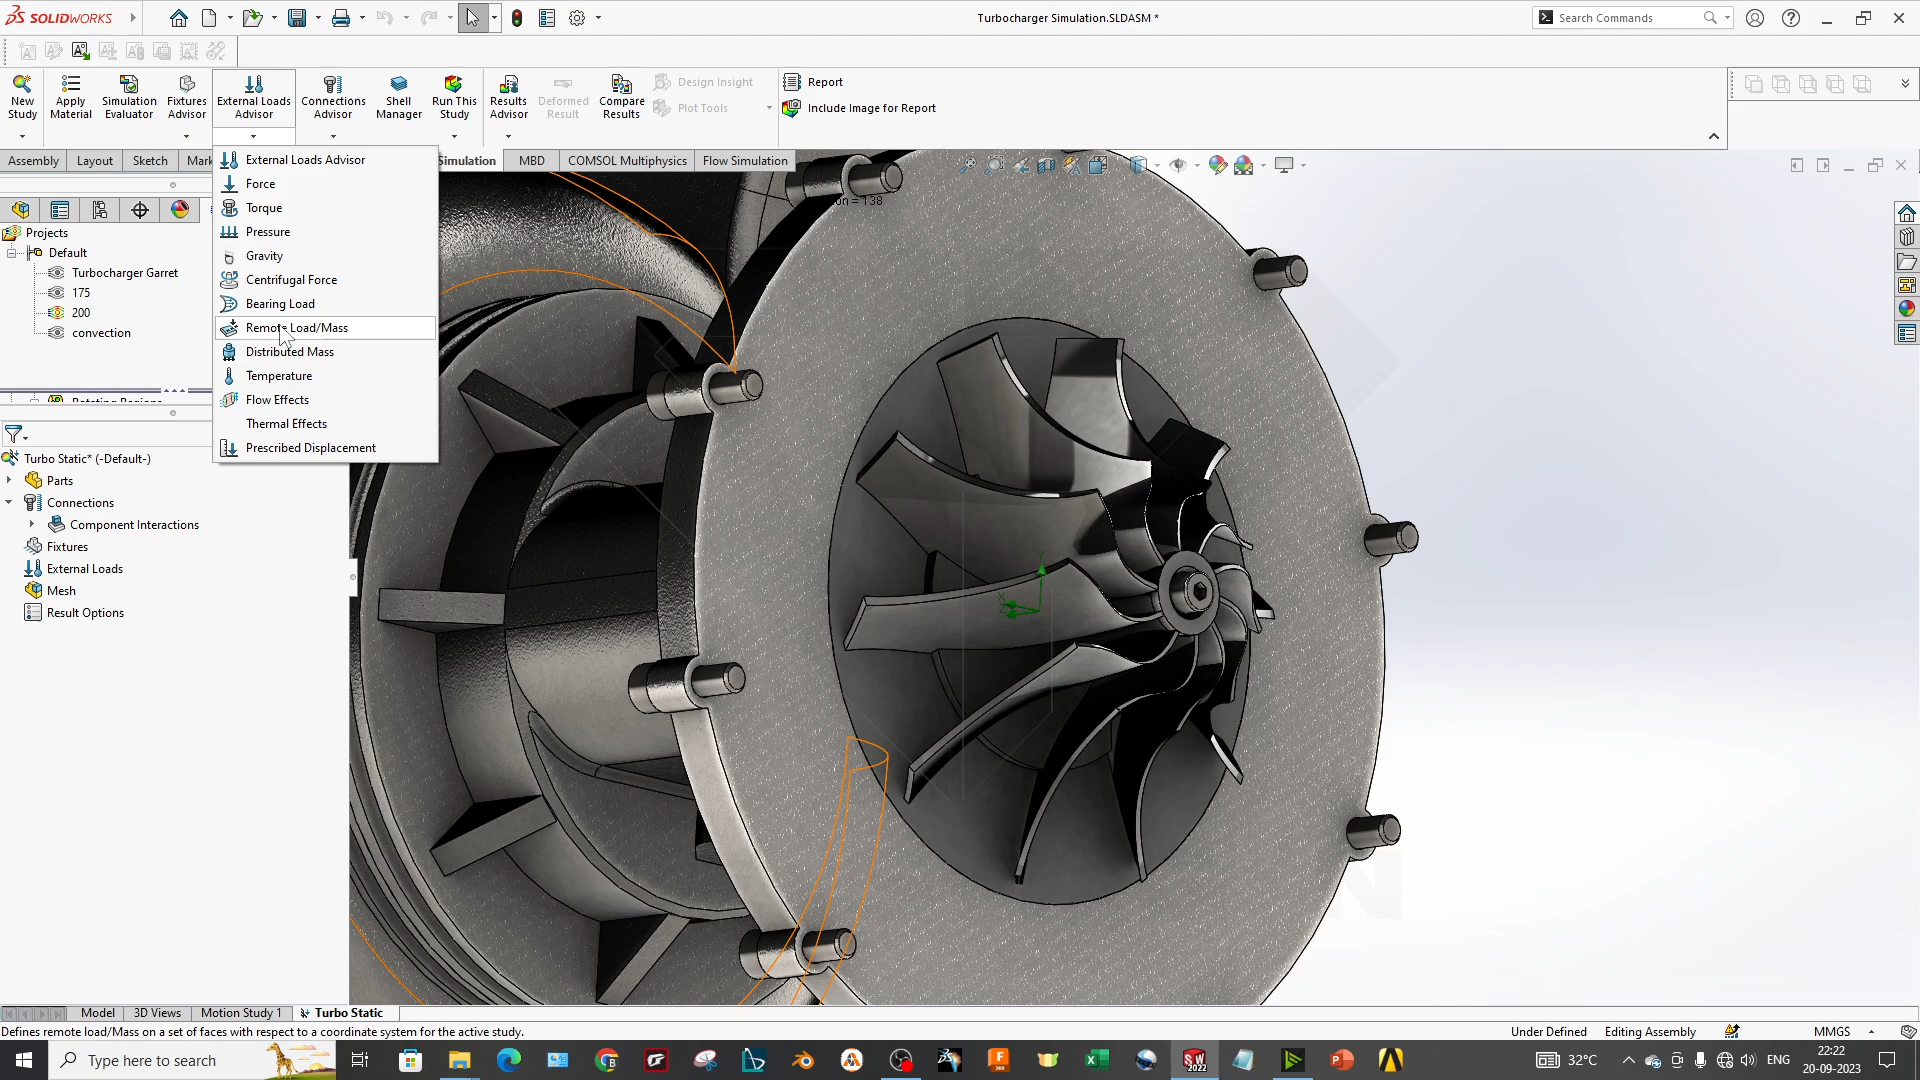 SOLIDWORKS
Turbocharger Simulation.SLDASM *
Search Commands
New Study
Apply Material
Simulation Evaluator
Fixtures Advisor
External Loads Advisor
Connections Advisor
Shell Manager
Run This Study
Results Advisor
Deformed Result
Compare Results
Design Insight
Plot Tools
Report
Include Image for Report
Assembly
Layout
Sketch
Mark
Simulation
MBD
COMSOL Multiphysics
Flow Simulation
External Loads Advisor
Force
Torque
Pressure
Gravity
Centrifugal Force
Bearing Load
Remote Load/Mass
Distributed Mass
Temperature
Flow Effects
Thermal Effects
Prescribed Displacement
on = 138
Projects
Default
Turbocharger Garret
175
200
convection
Rotating Regions
Turbo Static* (-Default-)
Parts
Connections
Component Interactions
Fixtures
External Loads
Mesh
Result Options
Y
X
Z
Model
3D Views
Motion Study 1
Turbo Static
Defines remote load/Mass on a set of faces with respect to a coordinate system for the active study.
Under Defined
Editing Assembly
MMGS
Type here to search
SW
2022
32°C
ENG
22:22
20-09-2023